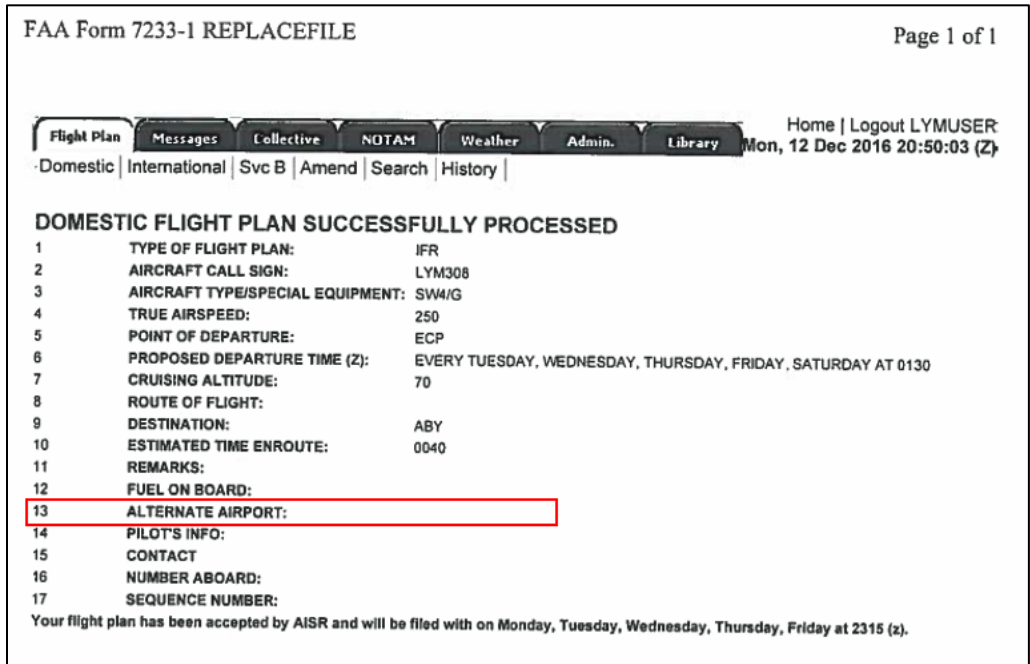 FAA Form 7233-1 REPLACEFILE Page 1 of 1
Home | Logout LYMUSER
Flight Plan Messages Collective NOTAM Weather Admin. Library Mon, 12 Dec 2016 20:50:03 (Z)
Domestic | International | Svc B | Amend | Search | History |
DOMESTIC FLIGHT PLAN SUCCESSFULLY PROCESSED
1 TYPE OF FLIGHT PLAN: IFR
2 AIRCRAFT CALL SIGN: LYM308
3 AIRCRAFT TYPE/SPECIAL EQUIPMENT: SW4/G
4 TRUE AIRSPEED: 250
5 POINT OF DEPARTURE: ECP
6 PROPOSED DEPARTURE TIME (Z): EVERY TUESDAY, WEDNESDAY, THURSDAY, FRIDAY, SATURDAY AT 0130
7 CRUISING ALTITUDE: 70
8 ROUTE OF FLIGHT:
9 DESTINATION: ABY
10 ESTIMATED TIME ENROUTE: 0040
11 REMARKS:
12 FUEL ON BOARD:
13 ALTERNATE AIRPORT:
14 PILOT'S INFO:
15 CONTACT
16 NUMBER ABOARD:
17 SEQUENCE NUMBER:
Your flight plan has been accepted by AISR and will be filed with on Monday, Tuesday, Wednesday, Thursday, Friday at 2315 (z).